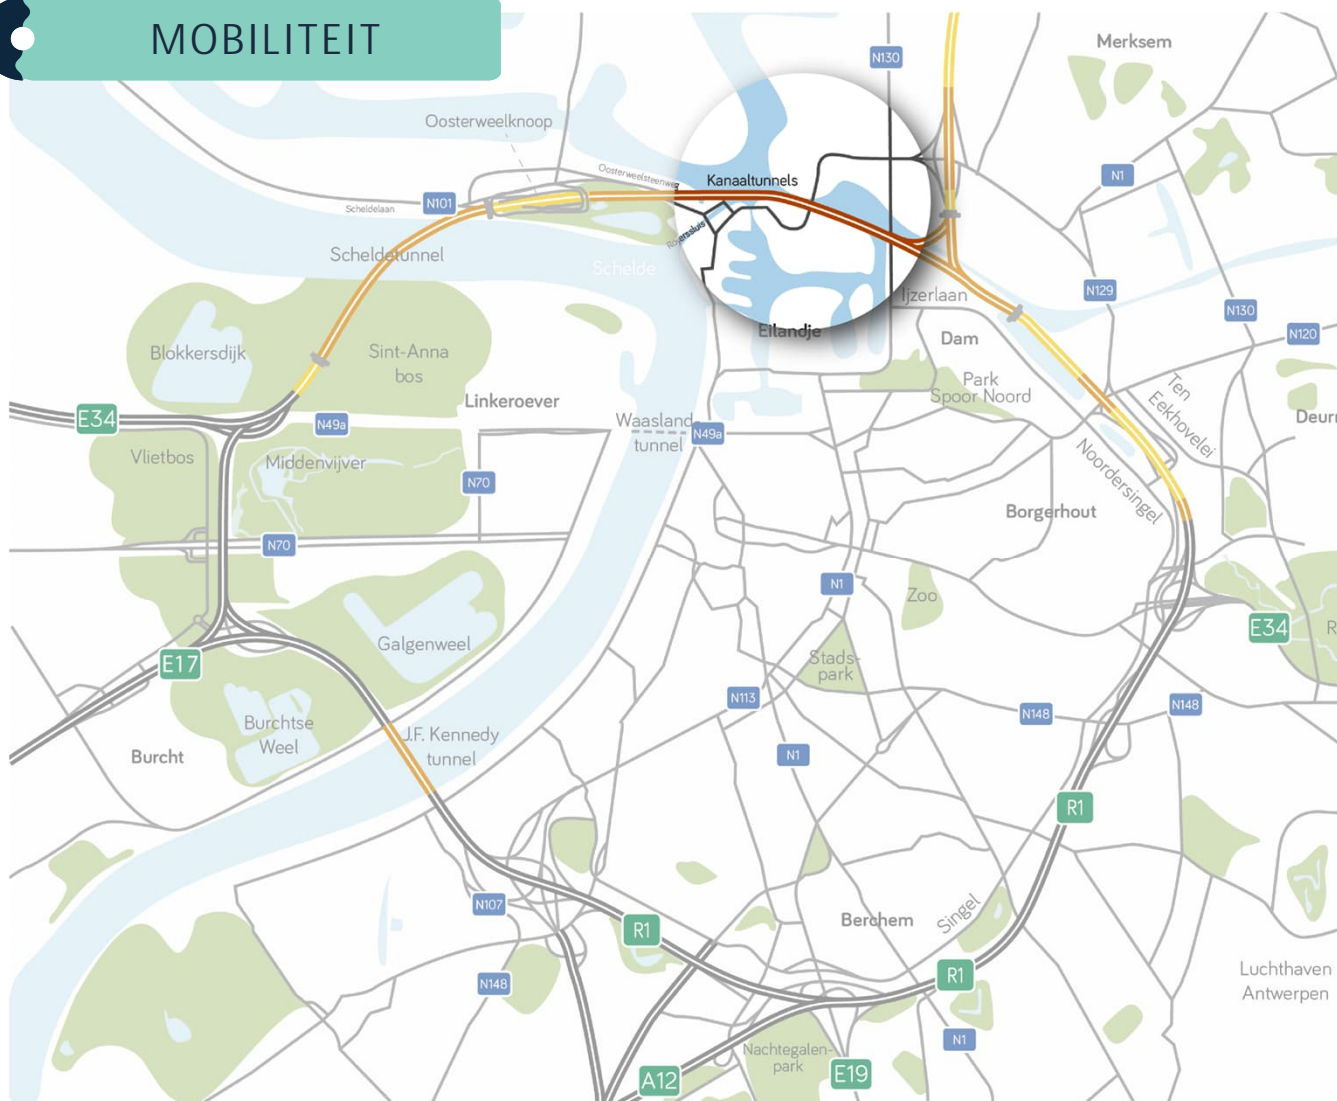 MOBILITEIT
Merksem
N130
Oosterweelknoop
Oosterweelsteenweg
Kanaaltunnels
N1
N101
Scheldelaan
Royerssluis
Scheldetunnel
Schelde
N129
Ijzerlaan
N130
Eilandje
N120
Dam
Blokkersdijk
Sint-Anna
bos
Park
Spoor Noord
Ten
Eekhovelei
Linkeroever
E34
N49a
Waasland
tunnel
N49a
Deurn
Vlietbos
Middenvijver
Noordersingel
N70
Borgerhout
N70
N1
Zoo
E34
R
Galgenweel
E17
Stads-
park
N113
N148
N148
Burchtse
Weel
J.F. Kennedy
tunnel
Burcht
N1
R1
N107
Berchem
Singel
R1
R1
N148
Luchthaven
Antwerpen
N1
Nachtegalen-
park
A12
E19